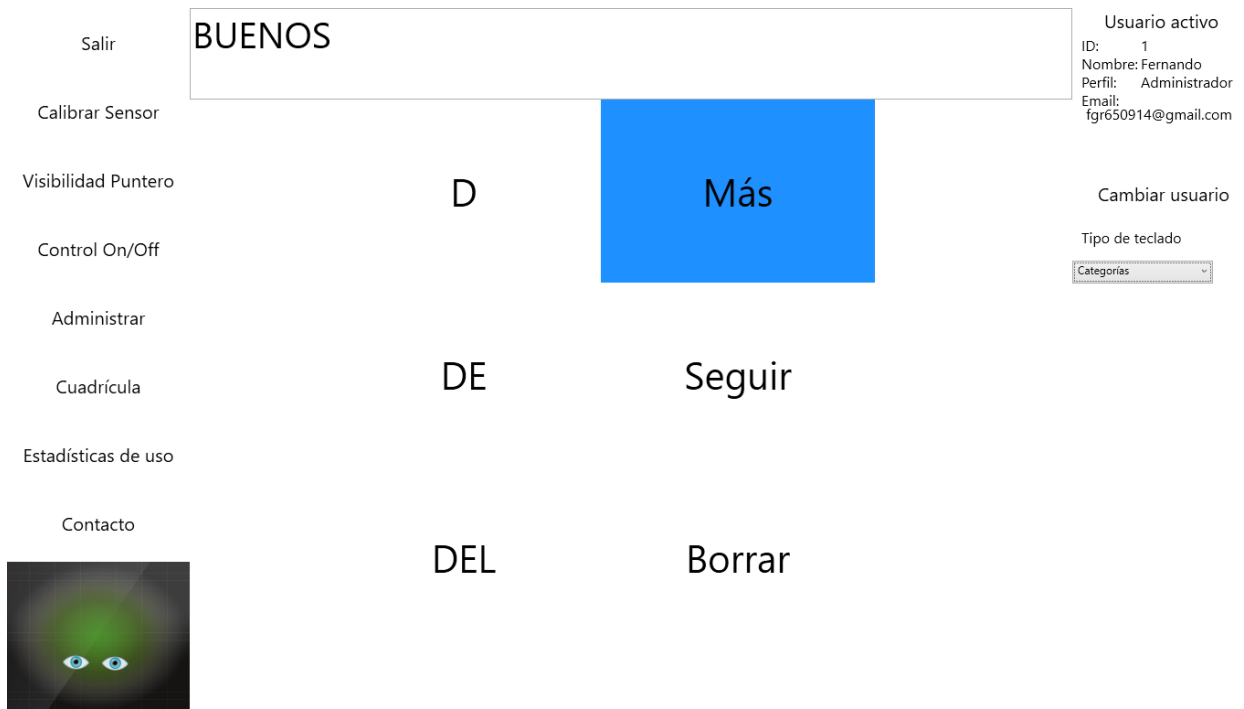 Salir
Calibrar Sensor
Visibilidad Puntero
Control On/Off
Administrar
Cuadrícula
Estadísticas de uso
Contacto
BUENOS
D
Más
DE
Seguir
DEL
Borrar
Usuario activo
ID: 1
Nombre: Fernando
Perfil: Administrador
Email:
fgr650914@gmail.com
Cambiar usuario
Tipo de teclado
Categorías